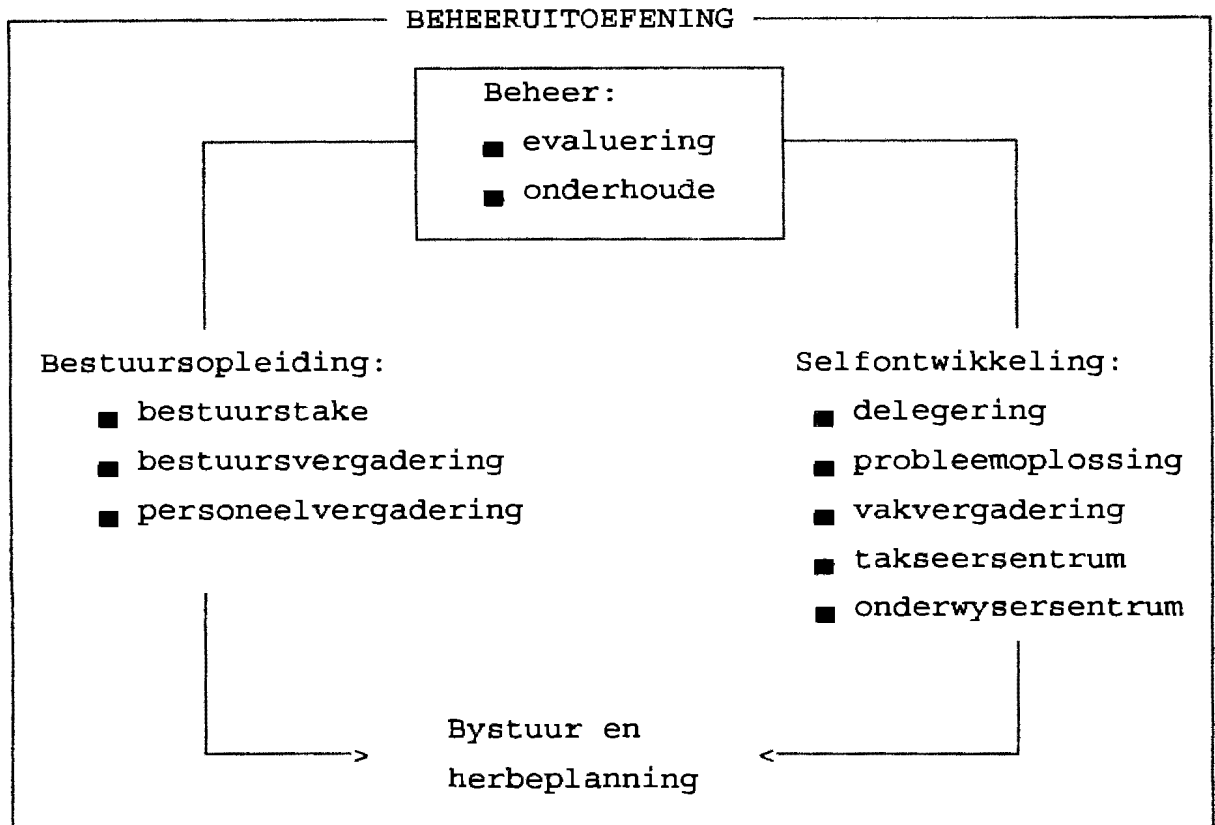 BEHEERUITOEFENING
Beheer:
■ evaluering
■ onderhoude
Bestuursopleiding:
■ bestuurstake
■ bestuursvergadering
■ personeelvergadering
Selfontwikkeling:
■ delegering
■ probleemoplossing
■ vakvergadering
■ takseersentrum
■ onderwysersentrum
Bystuur en
herbeplanning